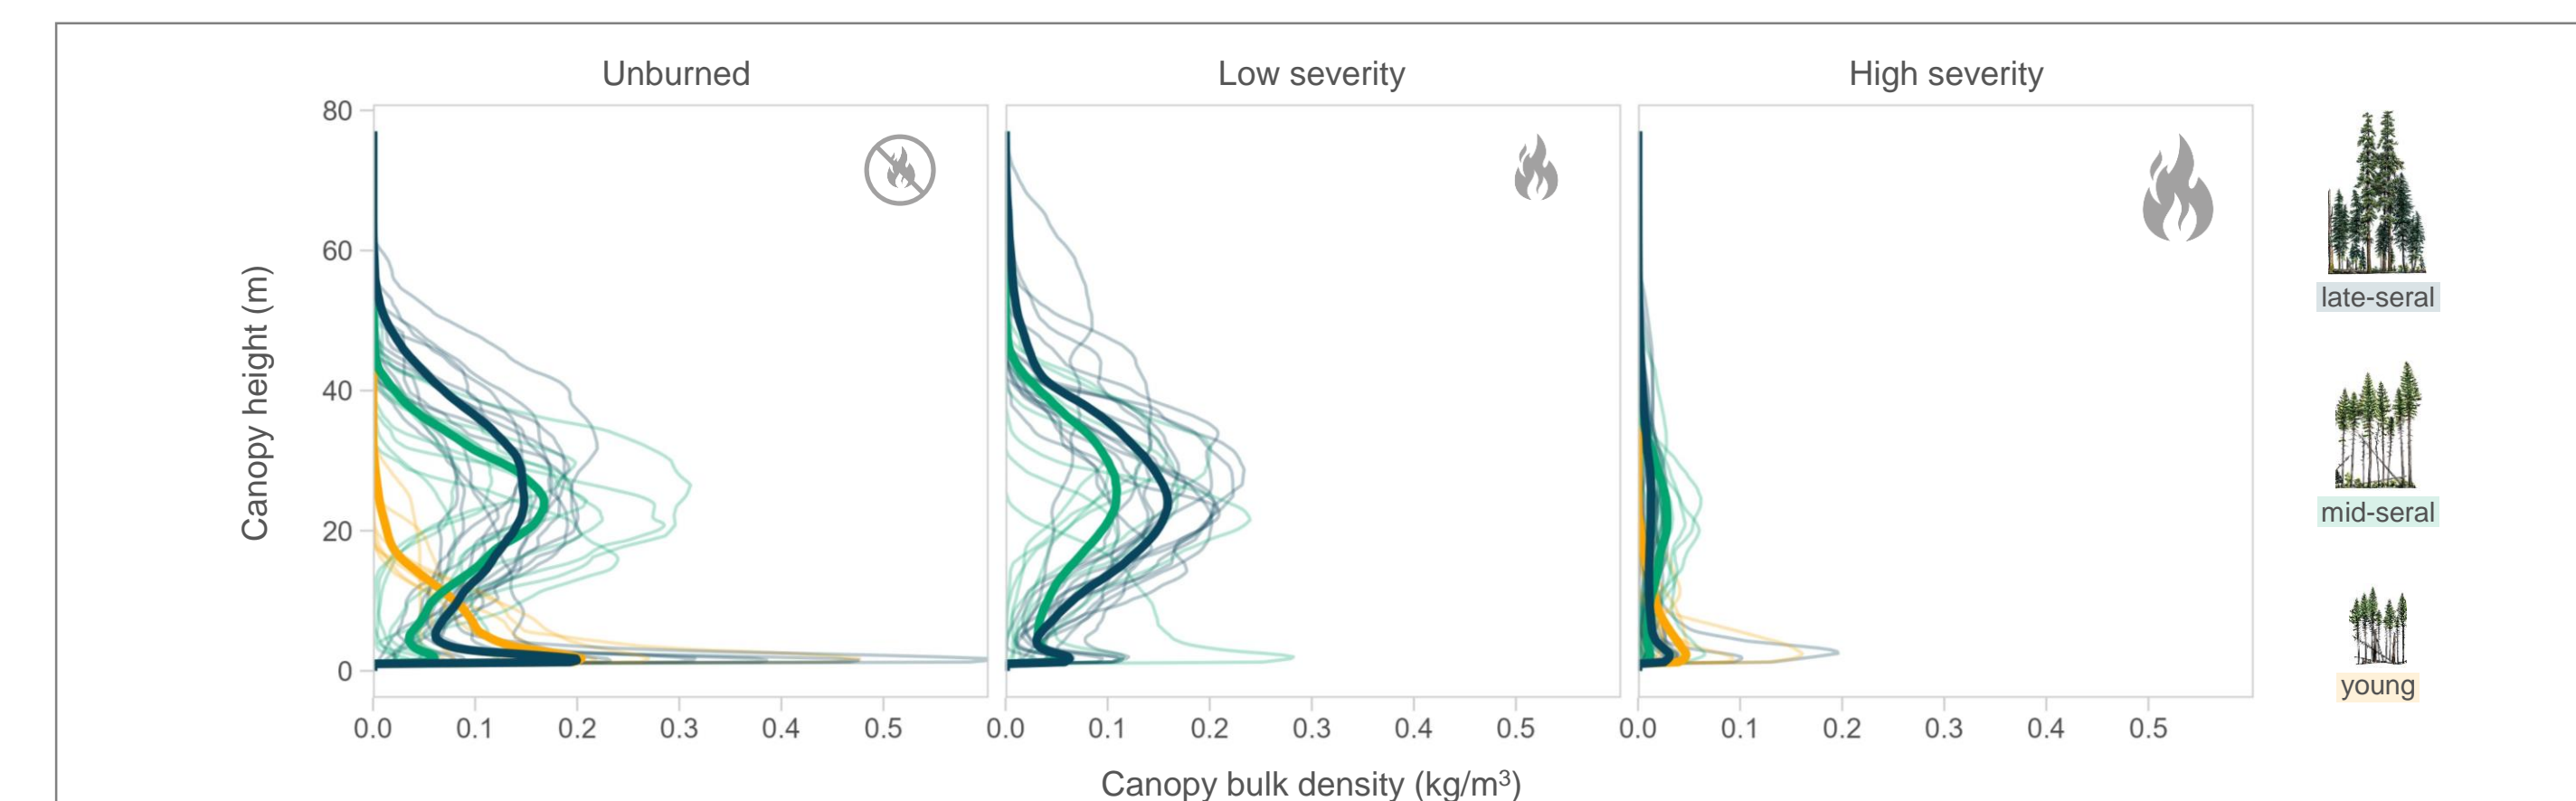 Unburned
Low severity
High severity
Canopy height (m)
80
60
40
20
0
0.0 0.1 0.2 0.3 0.4 0.5
0.0 0.1 0.2 0.3 0.4 0.5
0.0 0.1 0.2 0.3 0.4 0.5
Canopy bulk density (kg/m³)
late-seral
mid-seral
young